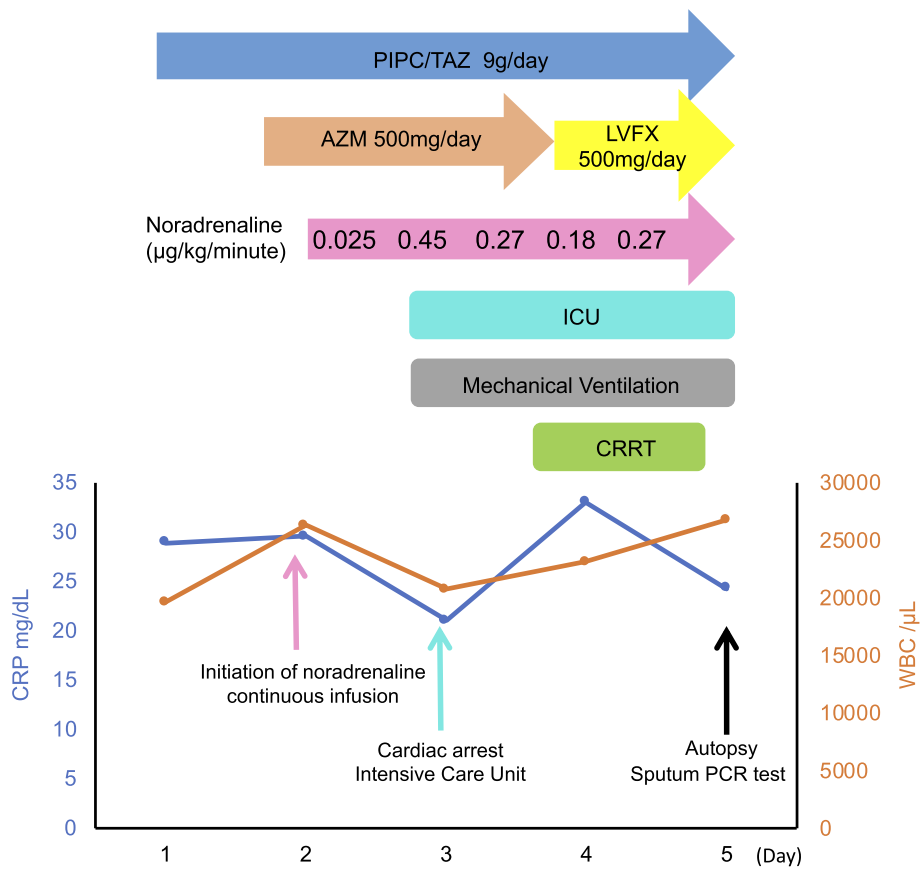 PIPC/TAZ 9g/day
AZM 500mg/day
LVFX
500mg/day
Noradrenaline
(µg/kg/minute)
0.025 0.45 0.27 0.18 0.27
ICU
Mechanical Ventilation
CRRT
CRP mg/dL
35
30
25
20
15
10
5
0
Initiation of noradrenaline
continuous infusion
Cardiac arrest
Intensive Care Unit
Autopsy
Sputum PCR test
30000
25000
20000
15000
10000
5000
0
WBC /µL
1 2 3 4 5 (Day)